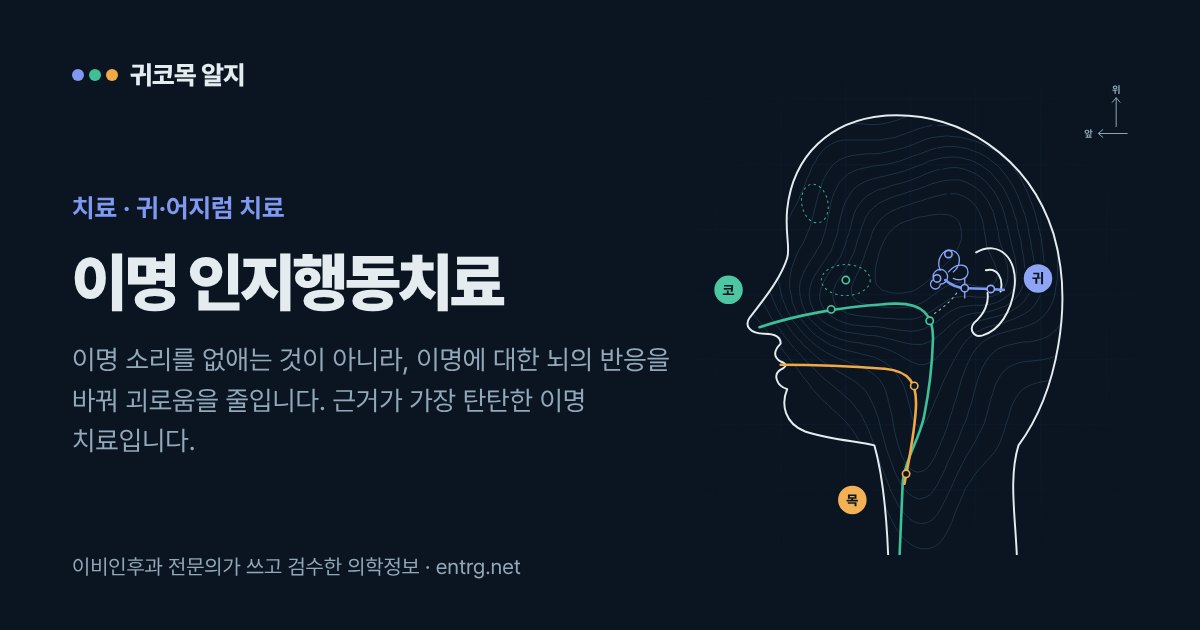 귀코목 알지
위
앞
치료 · 귀·어지럼 치료
이명 인지행동치료
이명 소리를 없애는 것이 아니라, 이명에 대한 뇌의 반응을
바꿔 괴로움을 줄입니다. 근거가 가장 탄탄한 이명
치료입니다.
코
귀
목
이비인후과 전문의가 쓰고 검수한 의학정보 · entrg.net